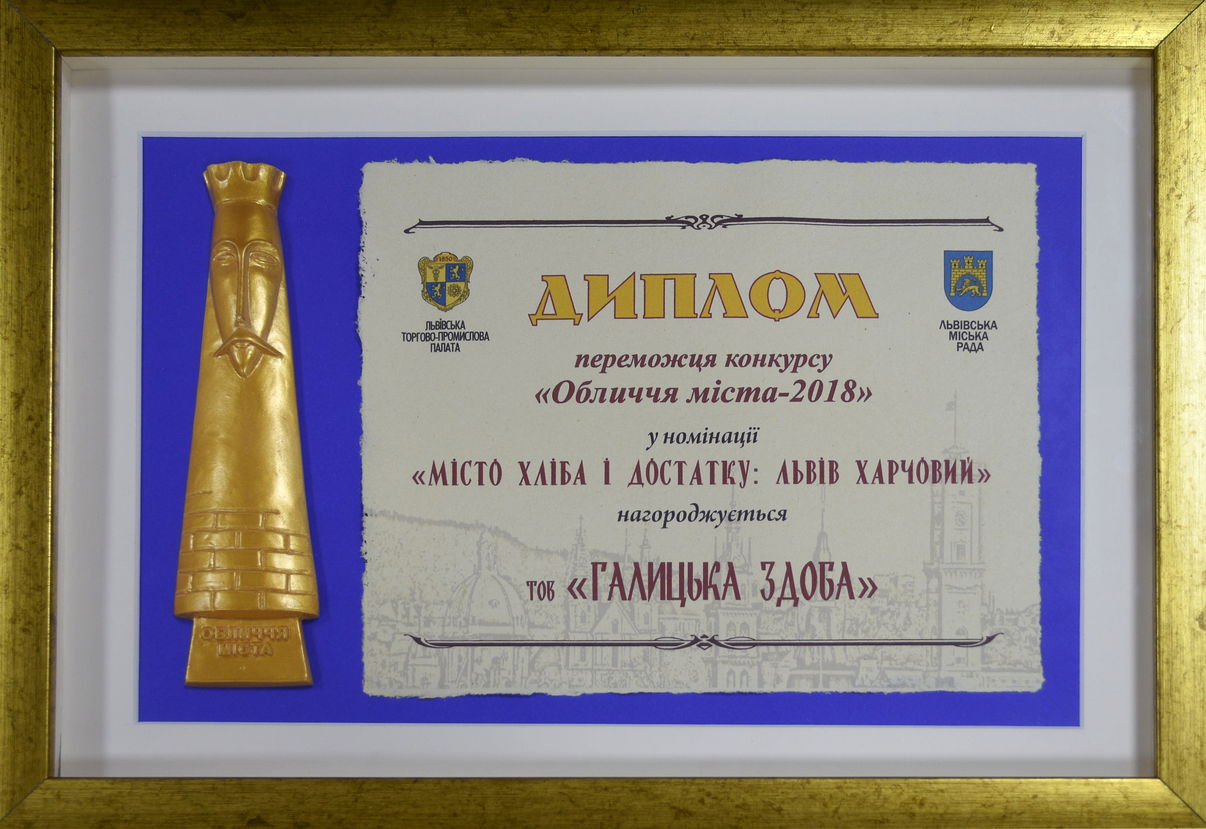 1850
ЛЬВІВСЬКА
ТОРГОВО-ПРОМИСЛОВА
ПАЛАТА
ДИПЛОМ
ЛЬВІВСЬКА
МІСЬКА
РАДА
переможця конкурсу
«Обличчя міста-2018»
у номінації
«МІСТО ХЛІБА І ДОСТАТКУ: ЛЬВІВ ХАРЧОВИЙ»
нагороджується
ТОВ «ГАЛИЦЬКА ЗДОБА»
ОБЛИЧЧЯ
МІСТА